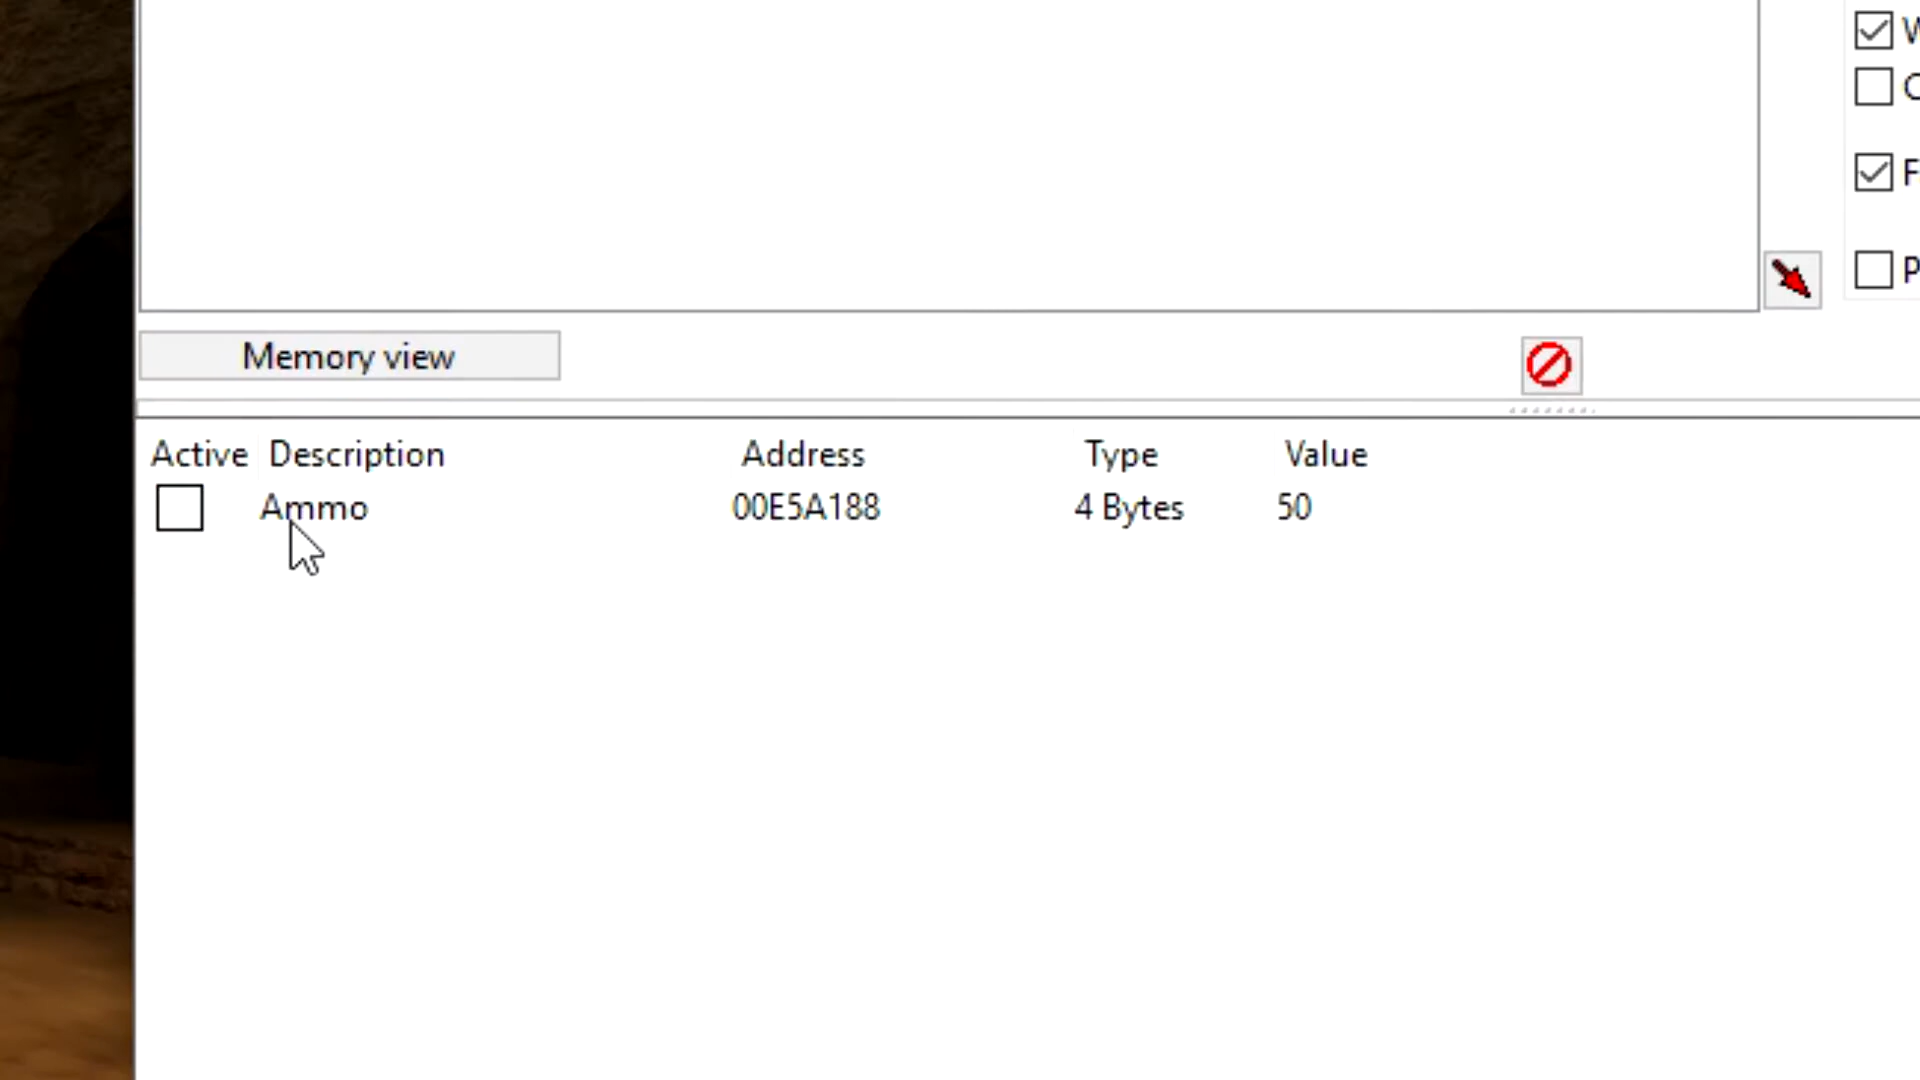 Memory view
Active Description Address Type Value
Ammo 00E5A188 4 Bytes 50